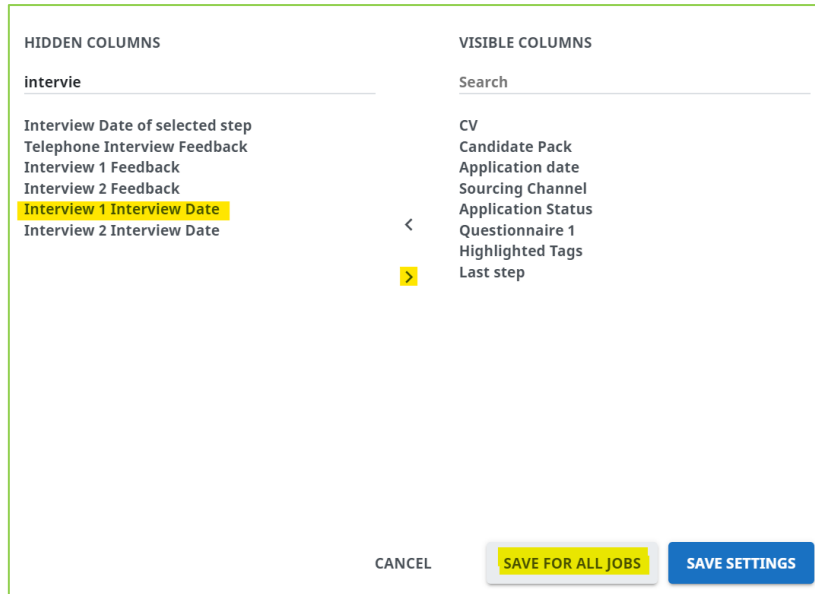 HIDDEN COLUMNS
intervie
Interview Date of selected step
Telephone Interview Feedback
Interview 1 Feedback
Interview 2 Feedback
Interview 1 Interview Date
Interview 2 Interview Date
<
>
VISIBLE COLUMNS
Search
CV
Candidate Pack
Application date
Sourcing Channel
Application Status
Questionnaire 1
Highlighted Tags
Last step
CANCEL
SAVE FOR ALL JOBS
SAVE SETTINGS